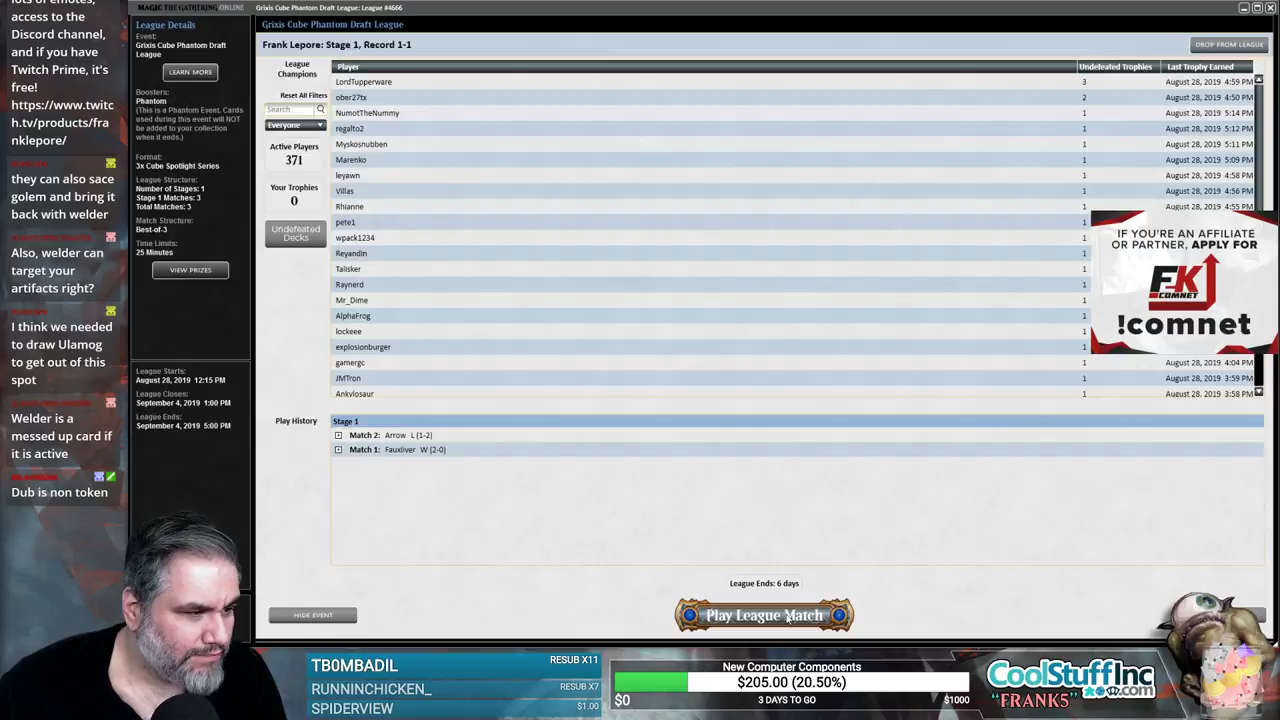 lots of emotes,
access to the
Discord channel,
and if you have
Twitch Prime, it's
free!
https://www.twitc
h.tv/products/fra
nklepore/
they can also sace
golem and bring it
back with welder
Also, welder can
target your
artifacts right?
I think we needed
to draw Ulamog
to get out of this
spot
Welder is a
messed up card if
it is active
Dub is non token
MAGIC THE GATHERING ONLINE
Grixis Cube Phantom Draft League: League #4666
League Details
Event:
Grixis Cube Phantom Draft
League
LEARN MORE
Boosters:
Phantom
(This is a Phantom Event. Cards
used during this event will NOT
be added to your collection
when it ends.)
Format:
3x Cube Spotlight Series
League Structure:
Number of Stages: 1
Stage 1 Matches: 3
Total Matches: 3
Match Structure:
Best-of-3
Time Limits:
25 Minutes
VIEW PRIZES
League Starts:
August 28, 2019 12:15 PM
League Closes:
September 4, 2019 1:00 PM
League Ends:
September 4, 2019 5:00 PM
Grixis Cube Phantom Draft League
Frank Lepore: Stage 1, Record 1-1
DROP FROM LEAGUE
League
Champions
Reset All Filters
Search
Everyone
Active Players
371
Your Trophies
0
Undefeated
Decks
Player Undefeated Trophies Last Trophy Earned
LordTupperware 3 August 28, 2019 4:59 PM
ober27tx 2 August 28, 2019 4:50 PM
NumotTheNummy 1 August 28, 2019 5:14 PM
regalto2 1 August 28, 2019 5:12 PM
Myskosnubben 1 August 28, 2019 5:11 PM
Marenko 1 August 28, 2019 5:09 PM
leyawn 1 August 28, 2019 4:58 PM
Villas 1 August 28, 2019 4:56 PM
Rhianne 1 August 28, 2019 4:55 PM
pete1 1
wpack1234 1
Reyandin 1
Talisker 1
Raynerd 1
Mr_Dime 1
AlphaFrog 1
lockeee 1
explosionburger 1
gamergc 1 August 28, 2019 4:04 PM
JMTron 1 August 28, 2019 3:59 PM
Ankylosaur 1 August 28, 2019 3:58 PM
IF YOU'RE AN AFFILIATE
OR PARTNER, APPLY FOR
FK
COMNET
!comnet
Play History
Stage 1
Match 2: Arrow L (1-2)
Match 1: Fauxliver W (2-0)
League Ends: 6 days
HIDE EVENT
Play League Match
TB0MBADIL RESUB X11
RUNNINCHICKEN_ RESUB X7
SPIDERVIEW $1.00
New Computer Components
$205.00 (20.50%)
$0 3 DAYS TO GO $1000
CoolStuffInc
.com
"FRANK5"